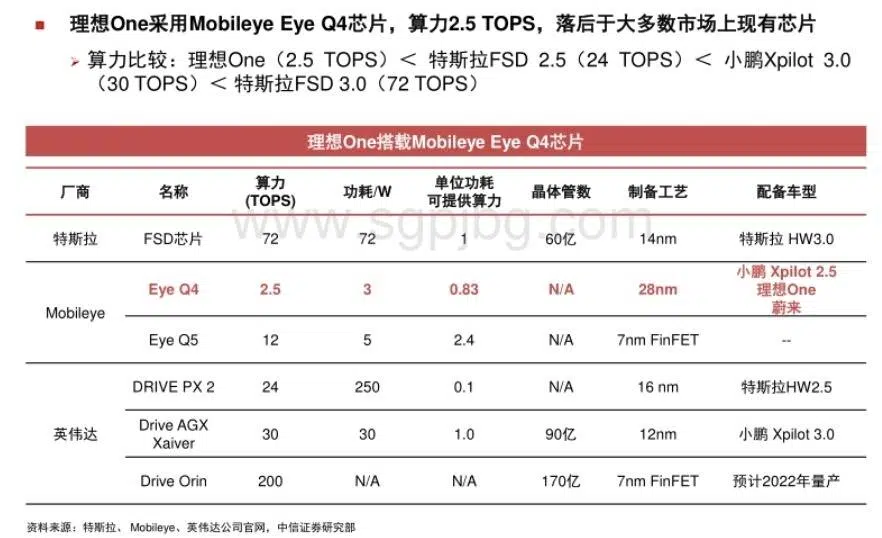 理想One采用Mobileye Eye Q4芯片，算力2.5 TOPS，落后于大多数市场上现有芯片
算力比较：理想One（2.5 TOPS）＜ 特斯拉FSD 2.5（24 TOPS）＜ 小鹏Xpilot 3.0
（30 TOPS）＜ 特斯拉FSD 3.0（72 TOPS）
理想One搭载Mobileye Eye Q4芯片
厂商 名称 算力 (TOPS) 功耗/W 单位功耗 可提供算力 晶体管数 制备工艺 配备车型
www.sgpjbg.com
特斯拉 FSD芯片 72 72 1 60亿 14nm 特斯拉 HW3.0
Mobileye
Eye Q4 2.5 3 0.83 N/A 28nm 小鹏 Xpilot 2.5 理想One 蔚来
Eye Q5 12 5 2.4 N/A 7nm FinFET --
英伟达
DRIVE PX 2 24 250 0.1 N/A 16 nm 特斯拉HW2.5
Drive AGX Xaiver 30 30 1.0 90亿 12nm 小鹏 Xpilot 3.0
Drive Orin 200 N/A N/A 170亿 7nm FinFET 预计2022年量产
资料来源：特斯拉、Mobileye、英伟达公司官网，中信证券研究部